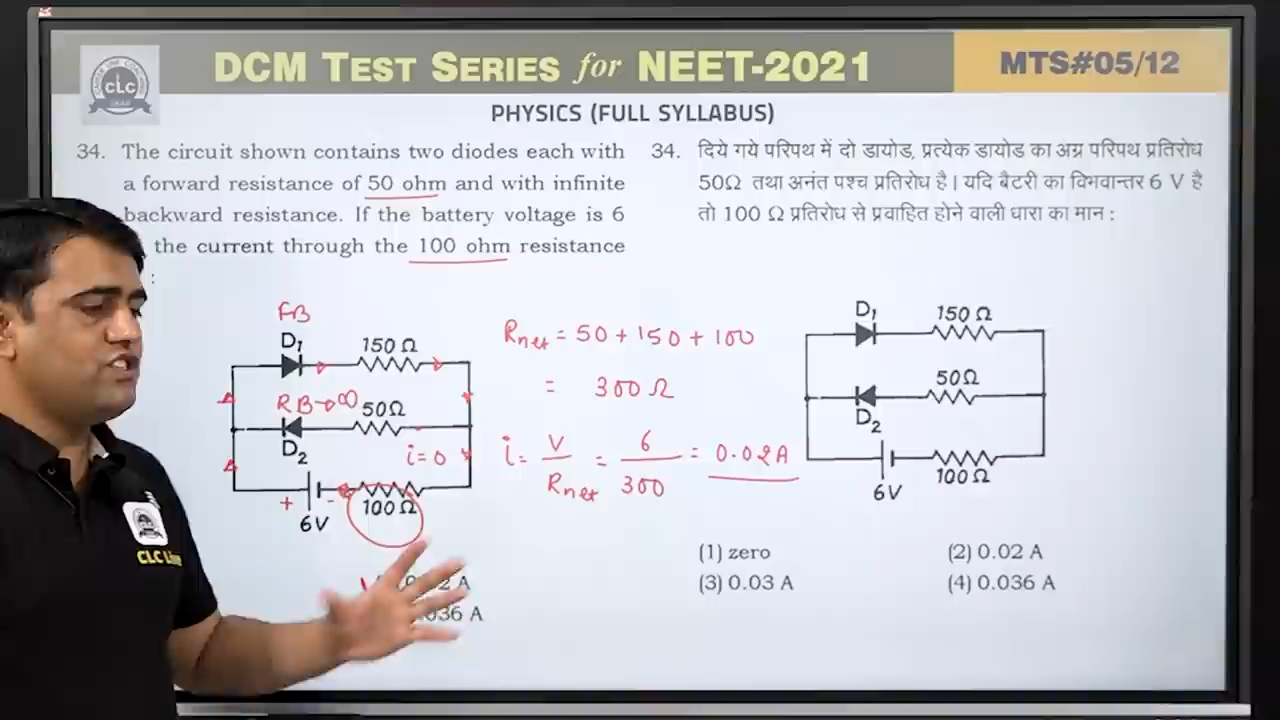 DCM TEST SERIES for NEET-2021
MTS#05/12
CLC
PHYSICS (FULL SYLLABUS)
34. The circuit shown contains two diodes each with
a forward resistance of 50 ohm and with infinite
backward resistance. If the battery voltage is 6
the current through the 100 ohm resistance
:
34. दिये गये परिपथ में दो डायोड, प्रत्येक डायोड का अग्र परिपथ प्रतिरोध
50Ω तथा अनंत पश्च प्रतिरोध है। यदि बैटरी का विभवान्तर 6 V है
तो 100 Ω प्रतिरोध से प्रवाहित होने वाली धारा का मान :
FB
D₁
150 Ω
RB→∞
50Ω
D₂
i=0
+
-
6V
100Ω
Rnet = 50 + 150 + 100
= 300 Ω
i = V/Rnet = 6/300 = 0.02A
D₁
150 Ω
50Ω
D₂
6V
100Ω
(1) zero
(2) 0.02 A
(3) 0.03 A
(4) 0.036 A
2 A
036 A
CLC